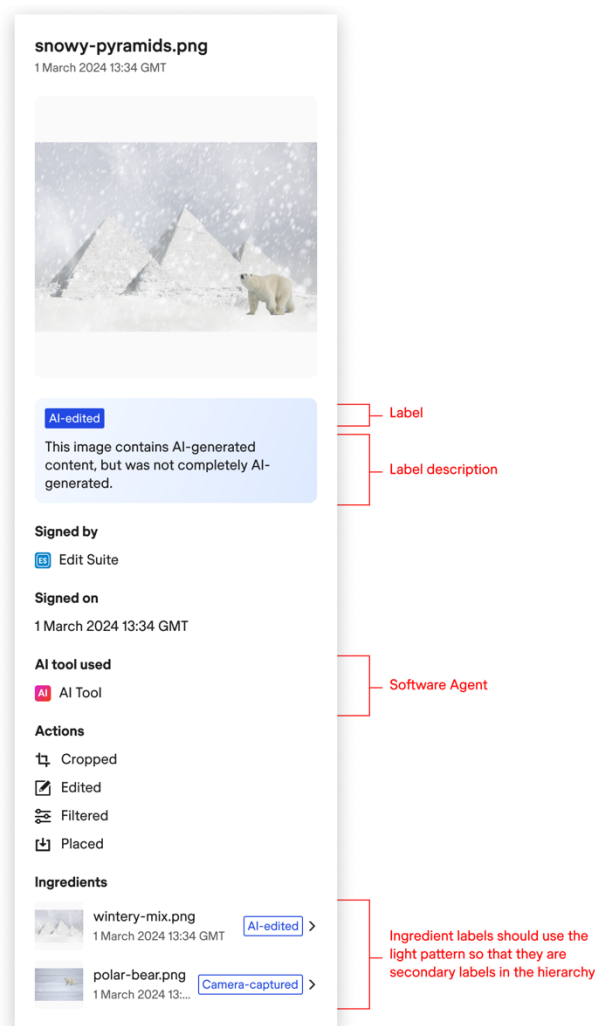 snowy-pyramids.png
1 March 2024 13:34 GMT
AI-edited
Label
This image contains AI-generated
content, but was not completely AI-
generated.
Label description
Signed by
ES Edit Suite
Signed on
1 March 2024 13:34 GMT
AI tool used
AI AI Tool
Software Agent
Actions
Cropped
Edited
Filtered
Placed
Ingredients
wintery-mix.png
1 March 2024 13:34 GMT
AI-edited
polar-bear.png
1 March 2024 13:...
Camera-captured
Ingredient labels should use the
light pattern so that they are
secondary labels in the hierarchy